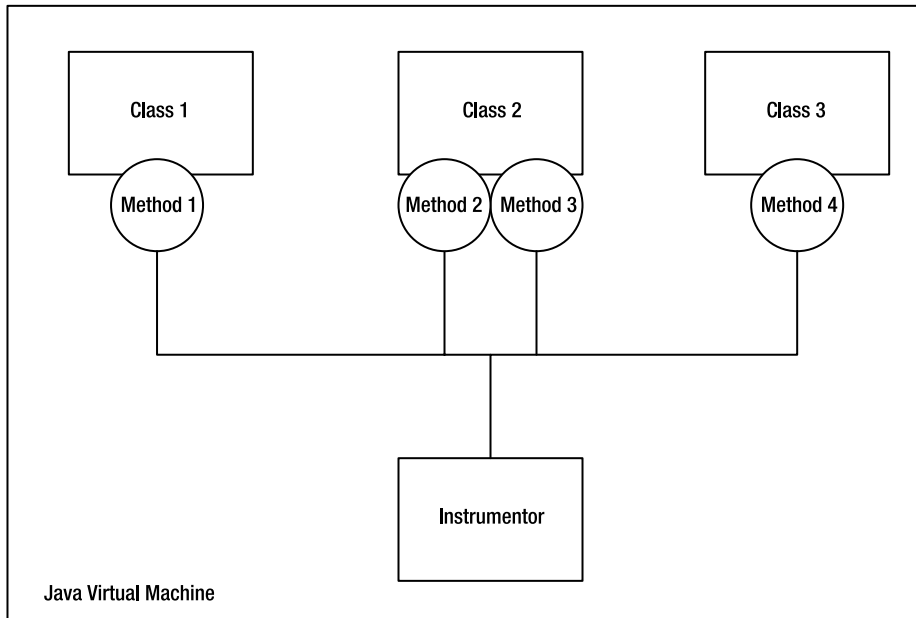 Class 1
Class 2
Class 3
Method 1
Method 2
Method 3
Method 4
Instrumentor
Java Virtual Machine